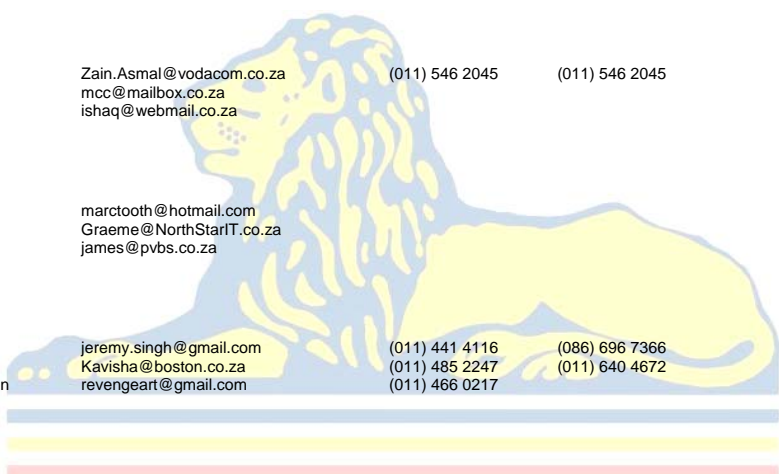 Zain.Asmal@vodacom.co.za (011) 546 2045 (011) 546 2045
mcc@mailbox.co.za
ishaq@webmail.co.za
marctooth@hotmail.com
Graeme@NorthStarIT.co.za
james@pvbs.co.za
jeremy.singh@gmail.com (011) 441 4116 (086) 696 7366
Kavisha@boston.co.za (011) 485 2247 (011) 640 4672
n revengeart@gmail.com (011) 466 0217